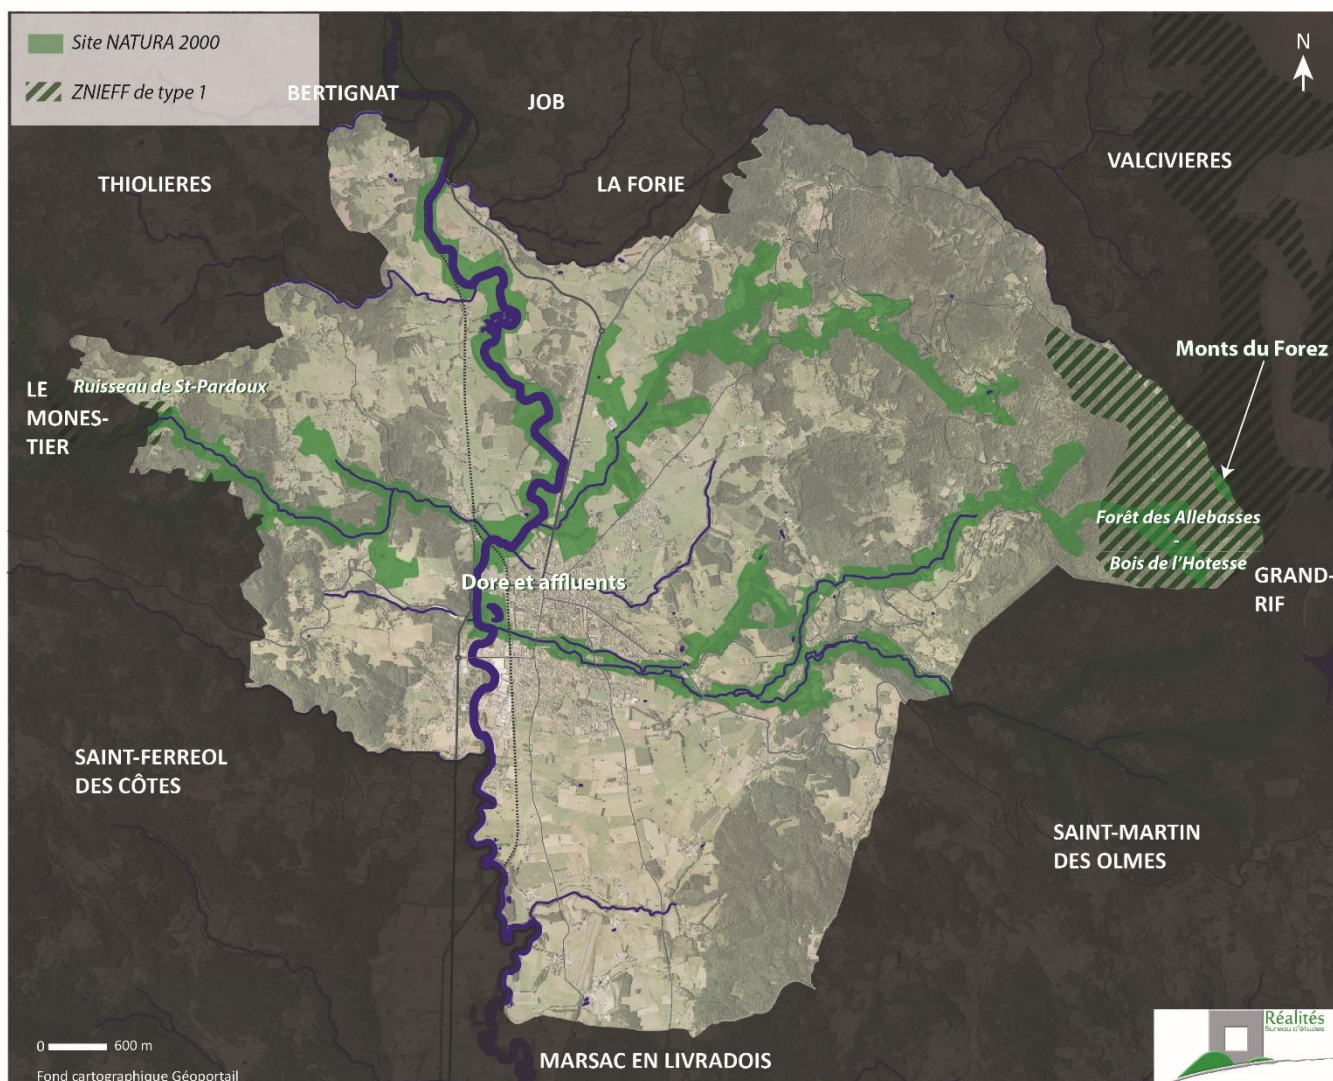 Site NATURA 2000
ZNIEFF de type 1
N
BERTIGNAT
JOB
THIOLIERES
LA FORIE
VALCIVIERES
Monts du Forez
LE
MONES-
TIER
Ruisseau de St-Pardoux
Forêt des Allebasses
-
Bois de l'Hotesse
GRAND-
RIF
Dore et affluents
SAINT-FERREOL
DES CÔTES
SAINT-MARTIN
DES OLMES
MARSAC EN LIVRADOIS
0 600 m
Fond cartographique Géoportail
Réalités
Bureau d'études